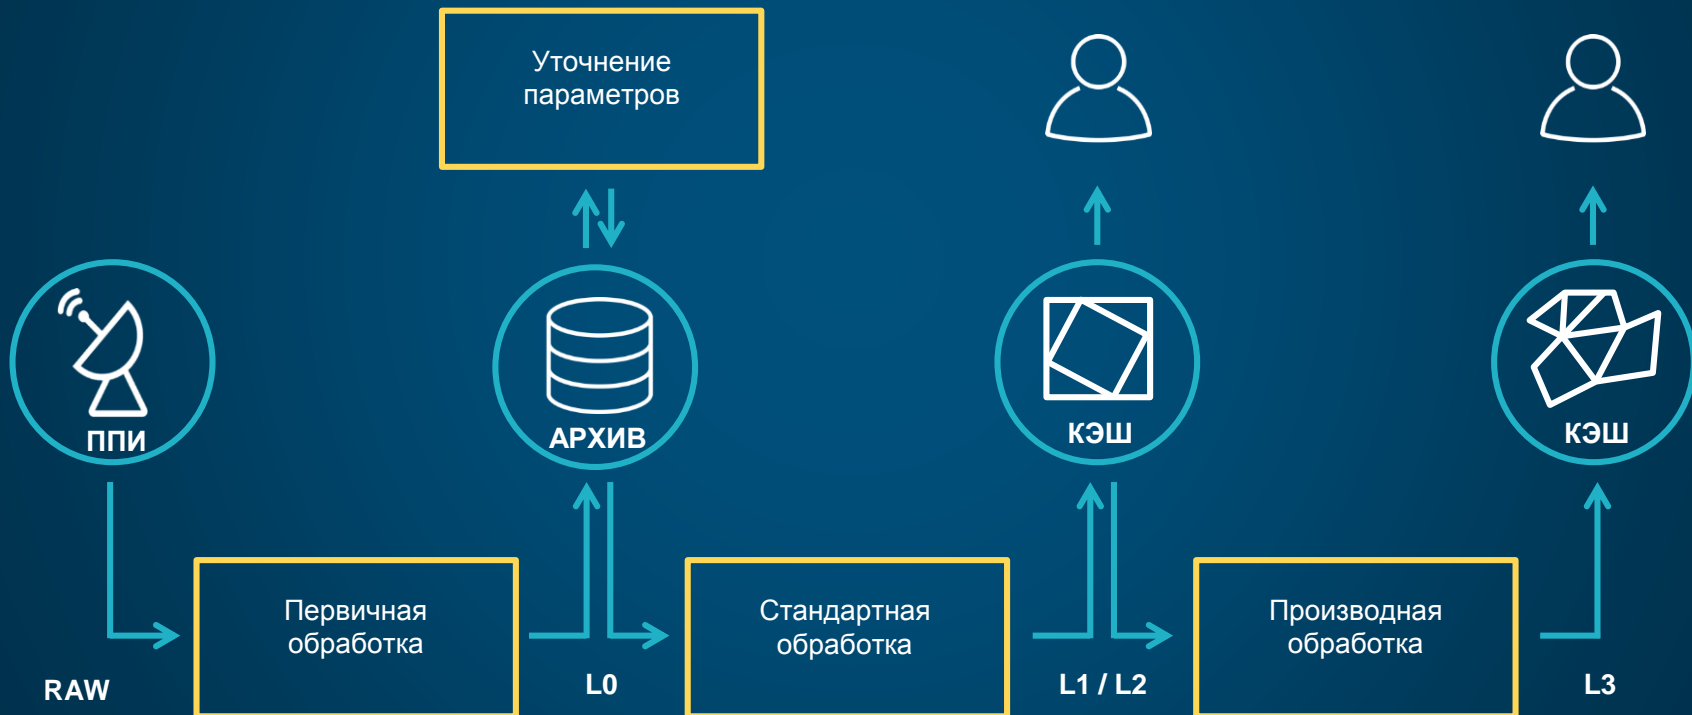 Уточнение
параметров
ППИ
АРХИВ
КЭШ
КЭШ
Первичная
обработка
Стандартная
обработка
Производная
обработка
RAW
L0
L1 / L2
L3